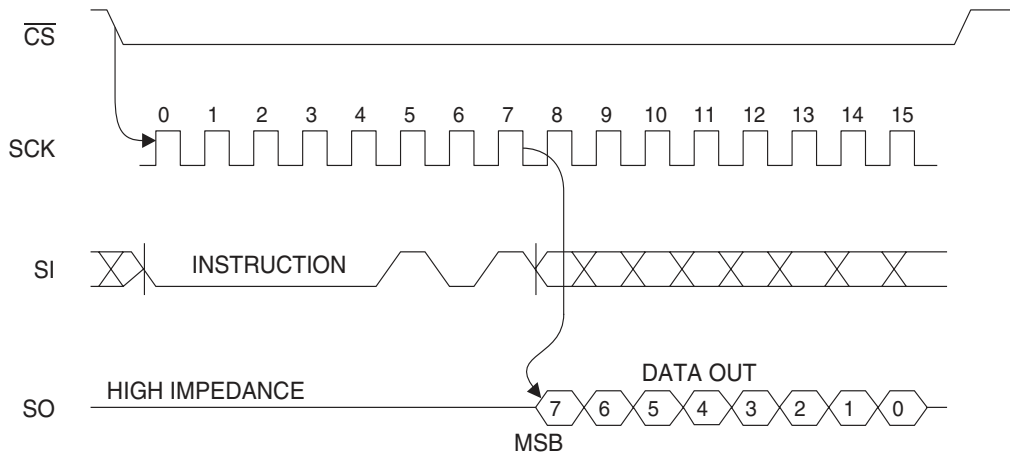 CS
0 1 2 3 4 5 6 7 8 9 10 11 12 13 14 15
SCK
SI
INSTRUCTION
HIGH IMPEDANCE
DATA OUT
SO
7 6 5 4 3 2 1 0
MSB